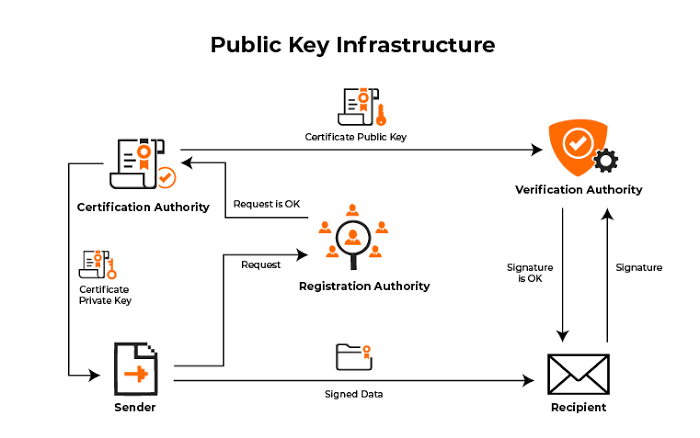 Public Key Infrastructure
Certificate Public Key
Certification Authority
Verification Authority
Request is OK
Request
Registration Authority
Certificate
Private Key
Signature
is OK
Signature
Signed Data
Sender
Recipient